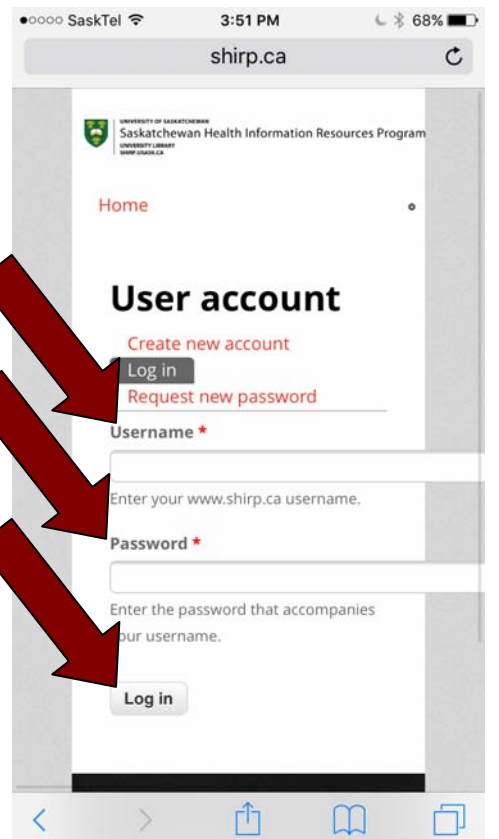 SaskTel 3:51 PM 68%
shirp.ca
UNIVERSITY OF SASKATCHEWAN
Saskatchewan Health Information Resources Program
UNIVERSITY LIBRARY
SHIRP.USASK.CA
Home
User account
Create new account
Log in
Request new password
Username *
Enter your www.shirp.ca username.
Password *
Enter the password that accompanies
your username.
Log in